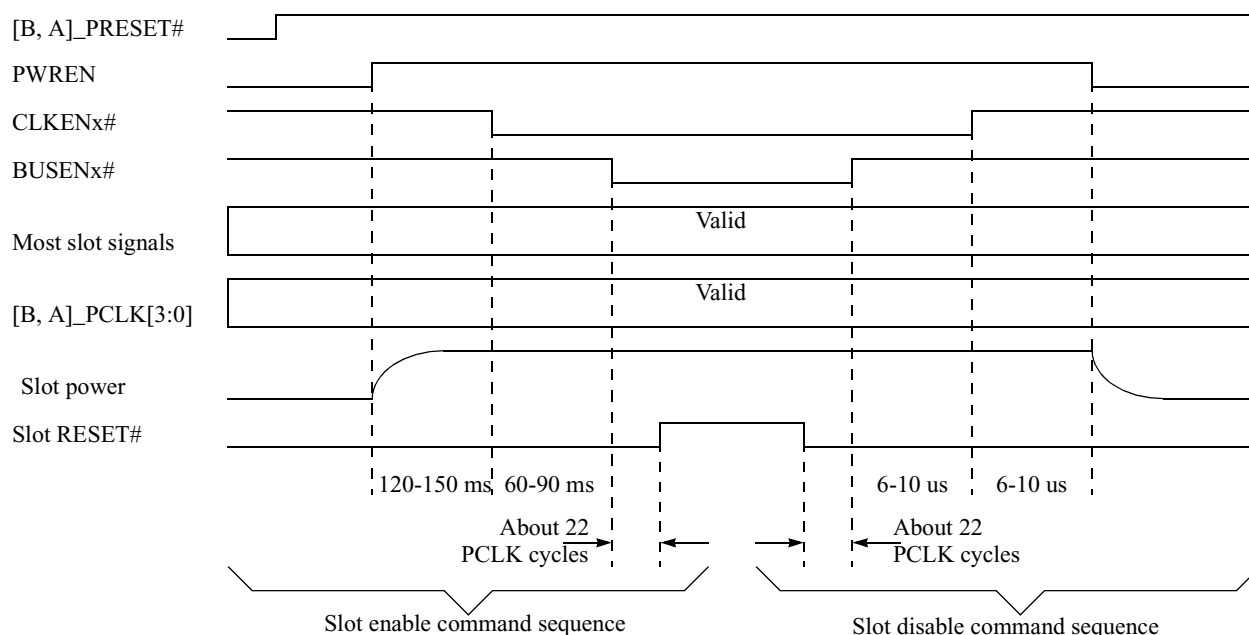 [B, A]_PRESET#
PWREN
CLKENx#
BUSENx#
Valid
Most slot signals
Valid
[B, A]_PCLK[3:0]
Slot power
Slot RESET#
120-150 ms 60-90 ms 6-10 us 6-10 us
About 22
PCLK cycles
About 22
PCLK cycles
Slot enable command sequence
Slot disable command sequence